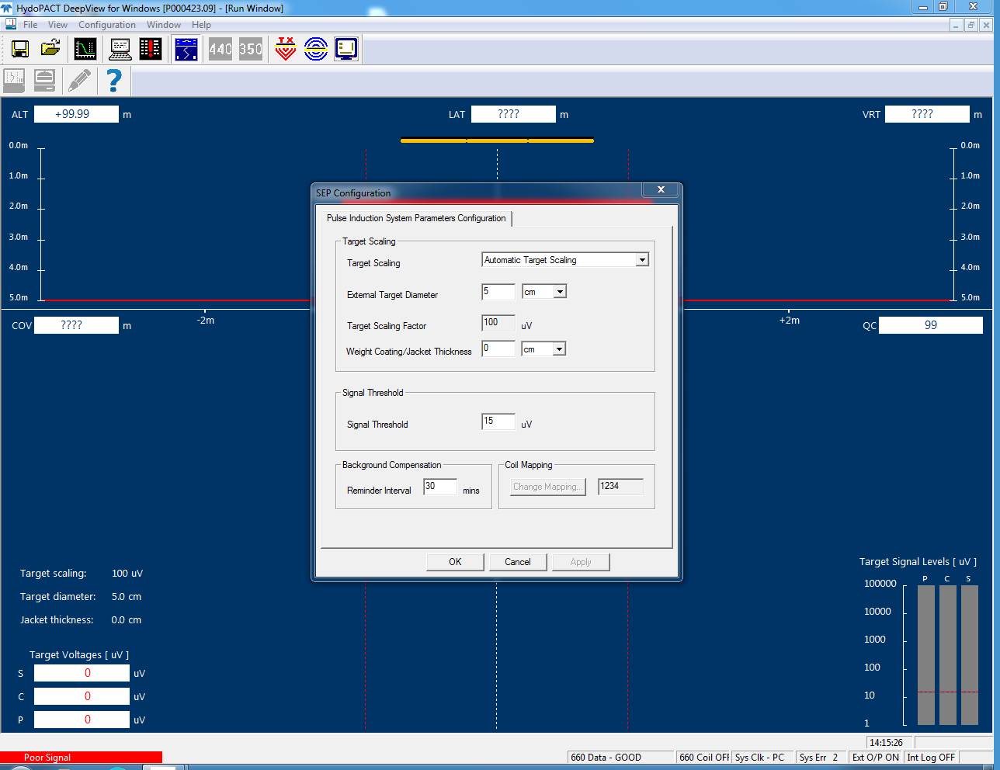 HydoPACT DeepView for Windows [P000423.09] - [Run Window]
File View Configuration Window Help
440 350 TX
?
ALT +99.99 m LAT ???? m VRT ???? m
0.0m 0.0m
1.0m 1.0m
2.0m 2.0m
3.0m 3.0m
4.0m 4.0m
5.0m 5.0m
-2m +2m
COV ???? m QC 99
SEP Configuration
Pulse Induction System Parameters Configuration
Target Scaling
Target Scaling Automatic Target Scaling
External Target Diameter 5 cm
Target Scaling Factor 100 uV
Weight Coating/Jacket Thickness 0 cm
Signal Threshold
Signal Threshold 15 uV
Background Compensation
Reminder Interval 30 mins
Coil Mapping
Change Mapping... 1234
OK Cancel Apply
Target scaling: 100 uV
Target diameter: 5.0 cm
Jacket thickness: 0.0 cm
Target Voltages [ uV ]
S 0 uV
C 0 uV
P 0 uV
Target Signal Levels [ uV ]
P C S
100000
10000
1000
100
10
1
14:15:26
Poor Signal
660 Data - GOOD 660 Coil OFF Sys Clk - PC Sys Err 2 Ext O/P ON Int Log OFF